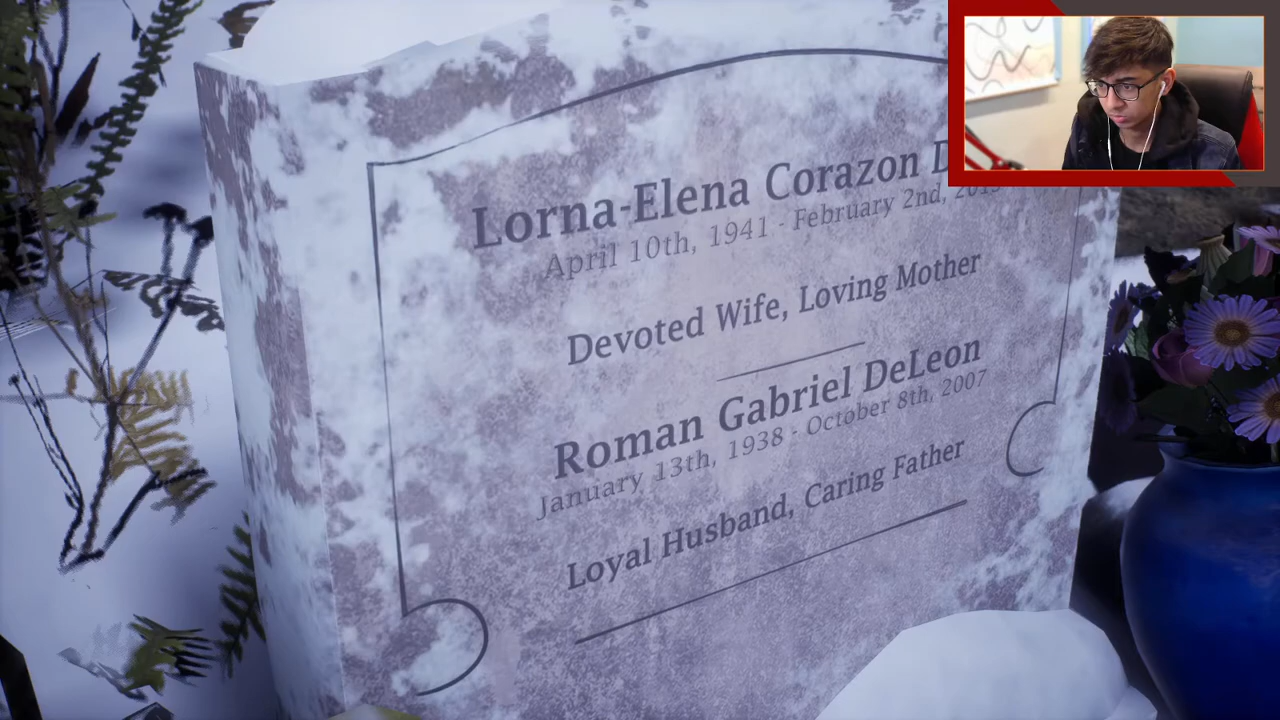 Lorna-Elena Corazon
April 10th, 1941 - February 2nd,
Devoted Wife, Loving Mother
Roman Gabriel DeLeon
January 13th, 1938 - October 8th, 2007
Loyal Husband, Caring Father